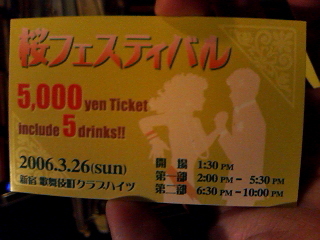 桜フェスティバル
5,000 yen Ticket
include 5 drinks!!
2006.3.26(sun)
新宿 歌舞伎町 クラブハイツ
開 場 1:30 PM
第一部 2:00 PM – 5:30 PM
第二部 6:30 PM – 10:00 PM